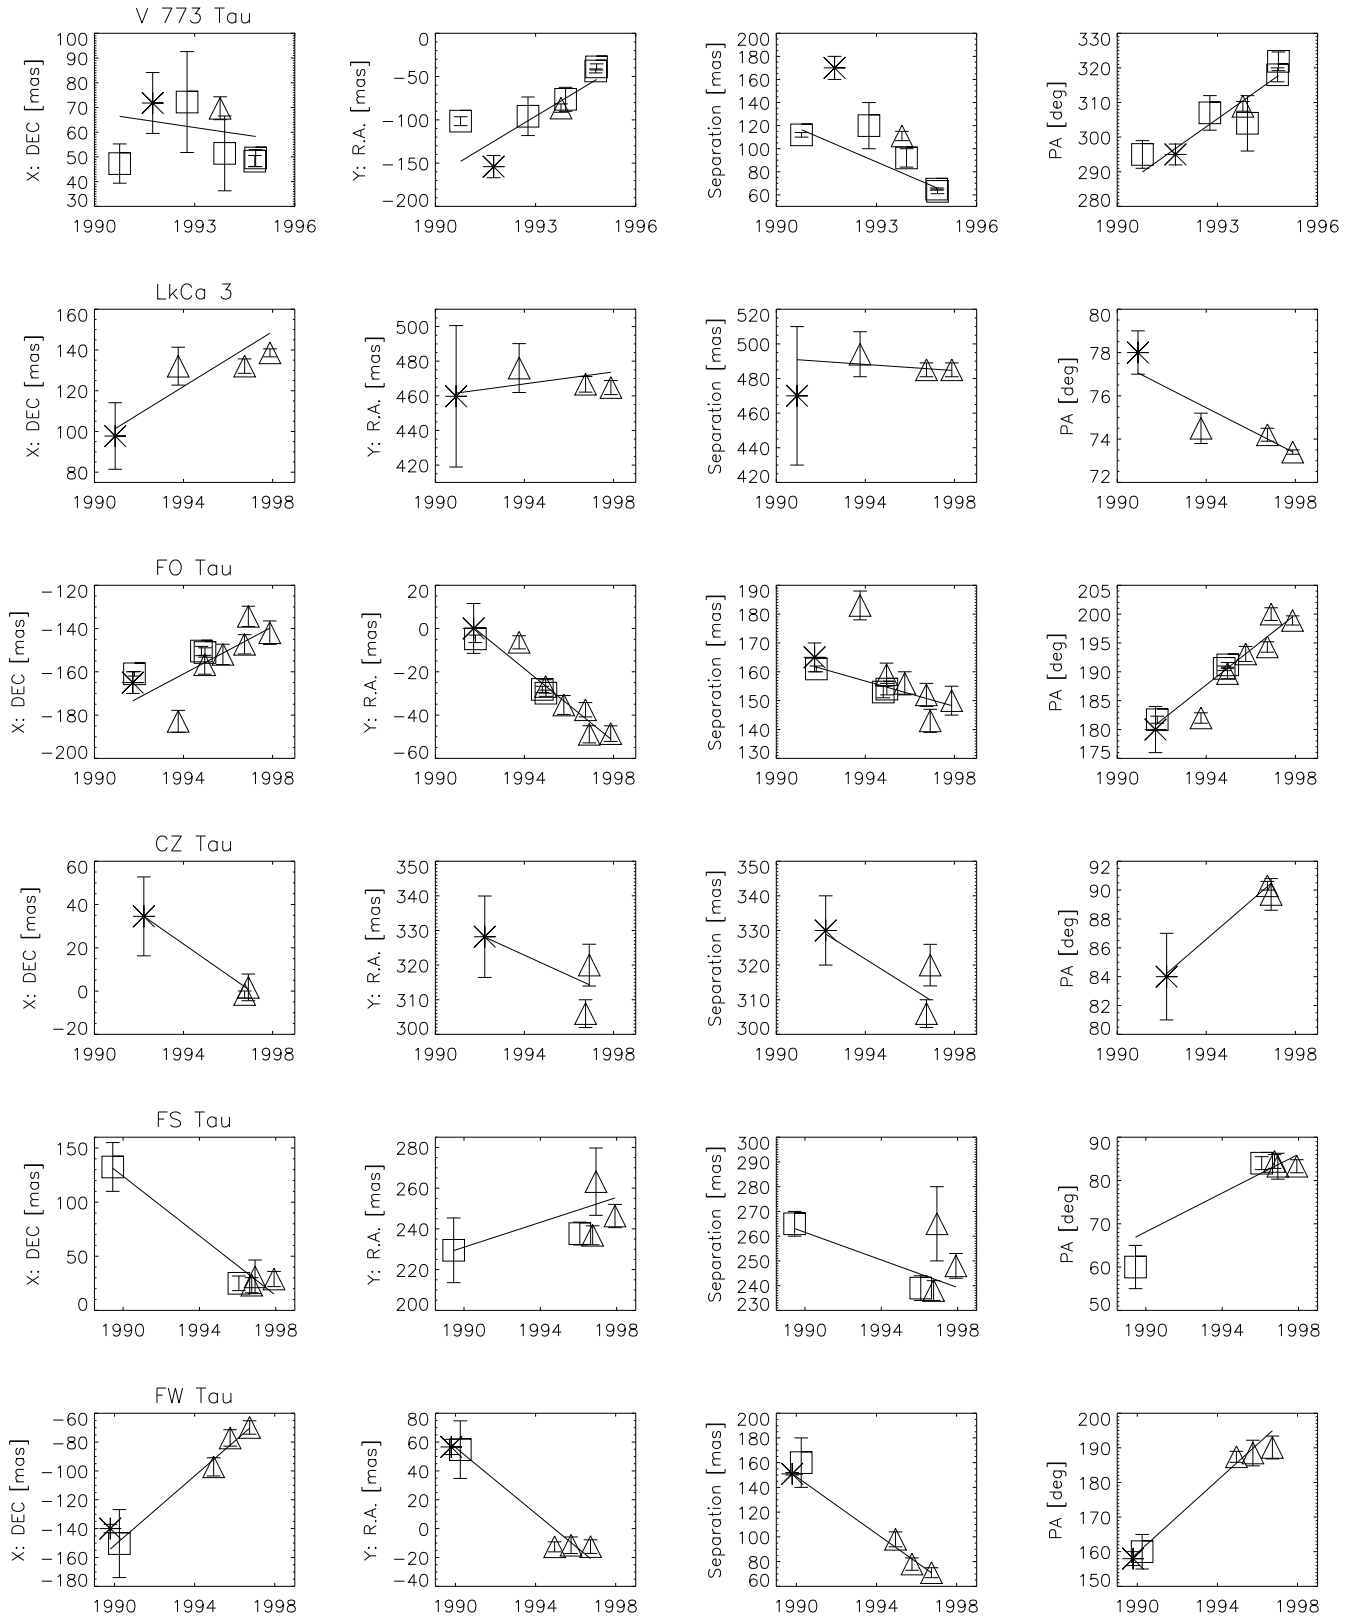 V 773 Tau
X: DEC [mas]
100
90
80
70
60
50
40
30
1990 1993 1996
Y: R.A. [mas]
0
−50
−100
−150
−200
1990 1993 1996
Separation [mas]
200
180
160
140
120
100
80
60
1990 1993 1996
PA [deg]
330
320
310
300
290
280
1990 1993 1996
LkCa 3
X: DEC [mas]
160
140
120
100
80
1990 1994 1998
Y: R.A. [mas]
500
480
460
440
420
1990 1994 1998
Separation [mas]
520
500
480
460
440
420
1990 1994 1998
PA [deg]
80
78
76
74
72
1990 1994 1998
FO Tau
X: DEC [mas]
−120
−140
−160
−180
−200
1990 1994 1998
Y: R.A. [mas]
20
0
−20
−40
−60
1990 1994 1998
Separation [mas]
190
180
170
160
150
140
130
1990 1994 1998
PA [deg]
205
200
195
190
185
180
175
1990 1994 1998
CZ Tau
X: DEC [mas]
60
40
20
0
−20
1990 1994 1998
Y: R.A. [mas]
350
340
330
320
310
300
1990 1994 1998
Separation [mas]
350
340
330
320
310
300
1990 1994 1998
PA [deg]
92
90
88
86
84
82
80
1990 1994 1998
FS Tau
X: DEC [mas]
150
100
50
0
1990 1994 1998
Y: R.A. [mas]
280
260
240
220
200
1990 1994 1998
Separation [mas]
300
290
280
270
260
250
240
230
1990 1994 1998
PA [deg]
90
80
70
60
50
1990 1994 1998
FW Tau
X: DEC [mas]
−60
−80
−100
−120
−140
−160
−180
1990 1994 1998
Y: R.A. [mas]
80
60
40
20
0
−20
−40
1990 1994 1998
Separation [mas]
200
180
160
140
120
100
80
60
1990 1994 1998
PA [deg]
200
190
180
170
160
150
1990 1994 1998